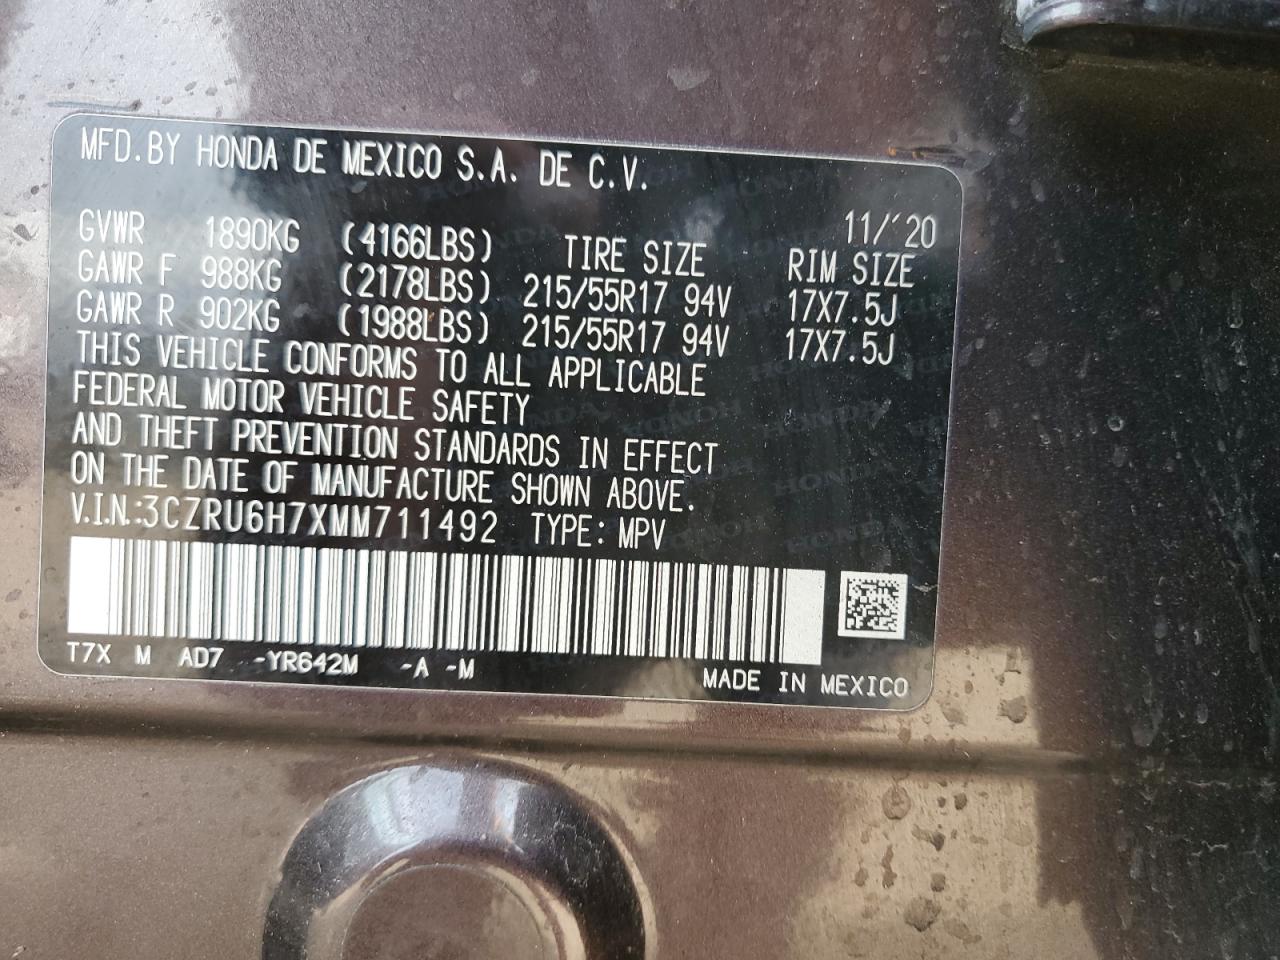 MFD.BY HONDA DE MEXICO S.A. DE C.V.
11/'20
GVWR 1890KG (4166LBS) TIRE SIZE RIM SIZE
GAWR F 988KG (2178LBS) 215/55R17 94V 17X7.5J
GAWR R 902KG (1988LBS) 215/55R17 94V 17X7.5J
THIS VEHICLE CONFORMS TO ALL APPLICABLE
FEDERAL MOTOR VEHICLE SAFETY
AND THEFT PREVENTION STANDARDS IN EFFECT
ON THE DATE OF MANUFACTURE SHOWN ABOVE.
V.I.N.:3CZRU6H7XMM711492 TYPE: MPV
T7X M AD7 -YR642M -A -M
MADE IN MEXICO